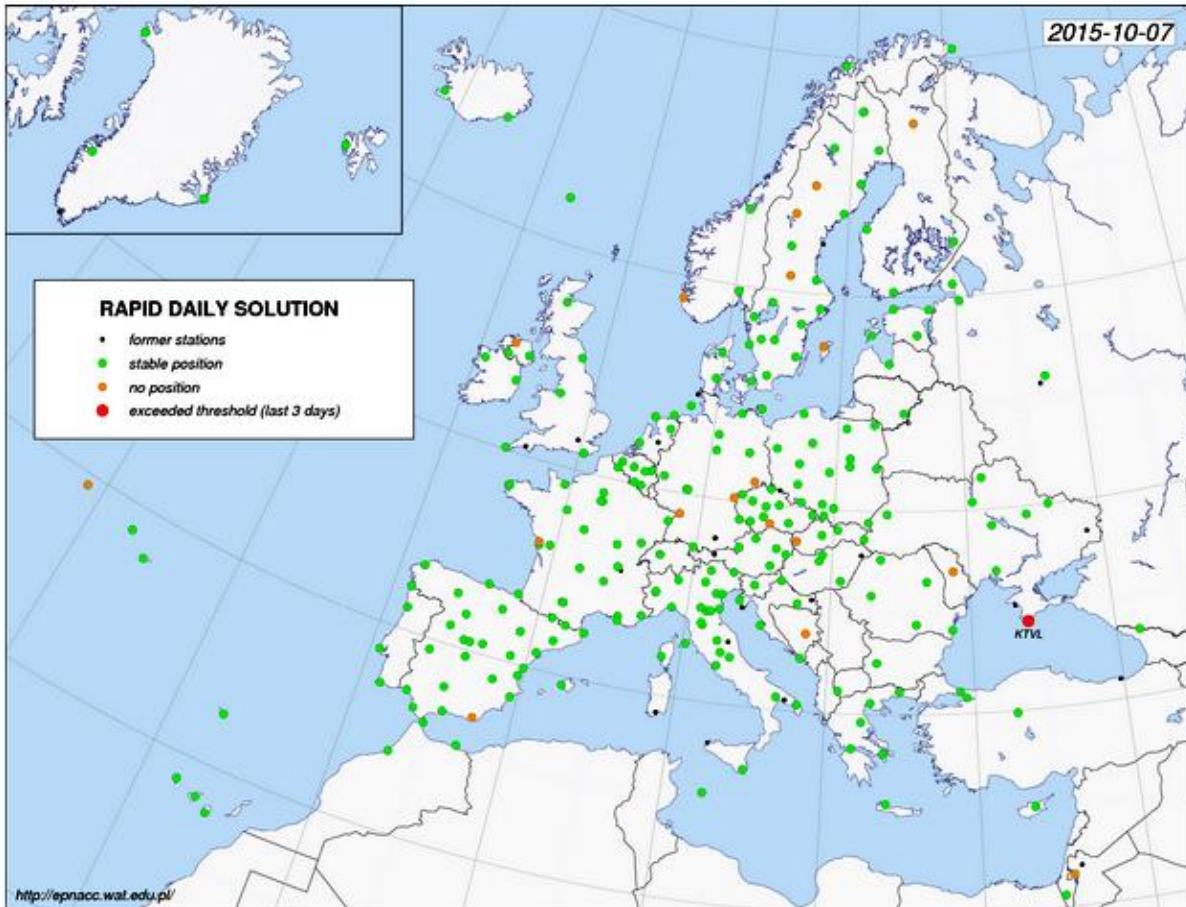 2015-10-07
RAPID DAILY SOLUTION
former stations
stable position
no position
exceeded threshold (last 3 days)
KTVL
http://epnacc.wat.edu.pl/